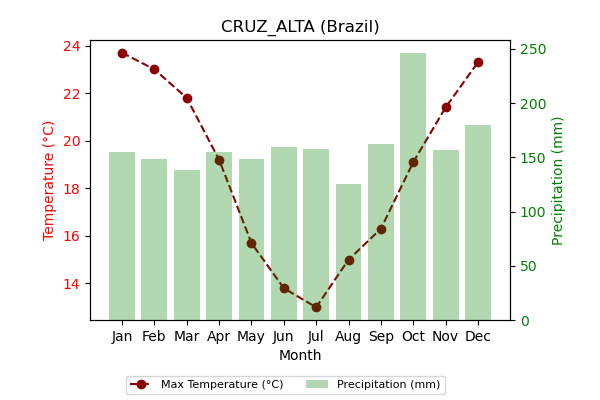 CRUZ_ALTA (Brazil)
24
22
20
18
16
14
Temperature (°C)
250
200
150
100
50
0
Precipitation (mm)
Jan Feb Mar Apr May Jun Jul Aug Sep Oct Nov Dec
Month
Max Temperature (°C) Precipitation (mm)